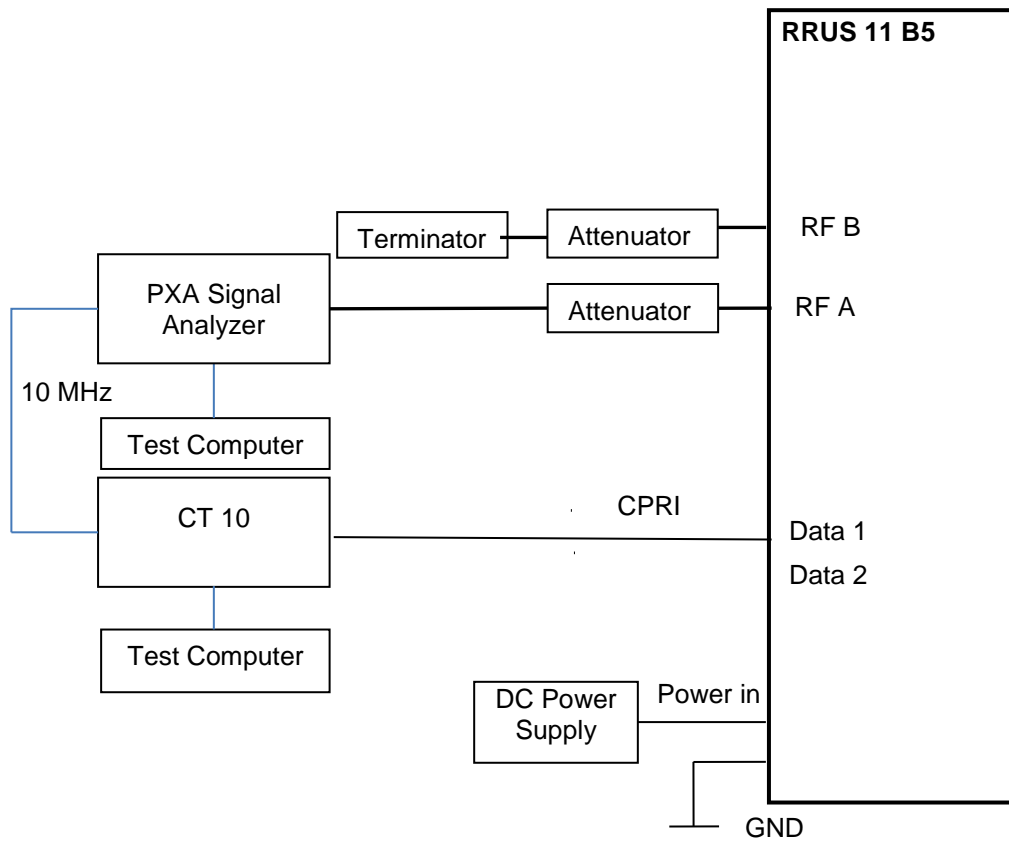 RRUS 11 B5
RF B
Terminator
Attenuator
PXA Signal
Analyzer
Attenuator
RF A
10 MHz
Test Computer
CT 10
CPRI
Data 1
Data 2
Test Computer
DC Power
Supply
Power in
GND